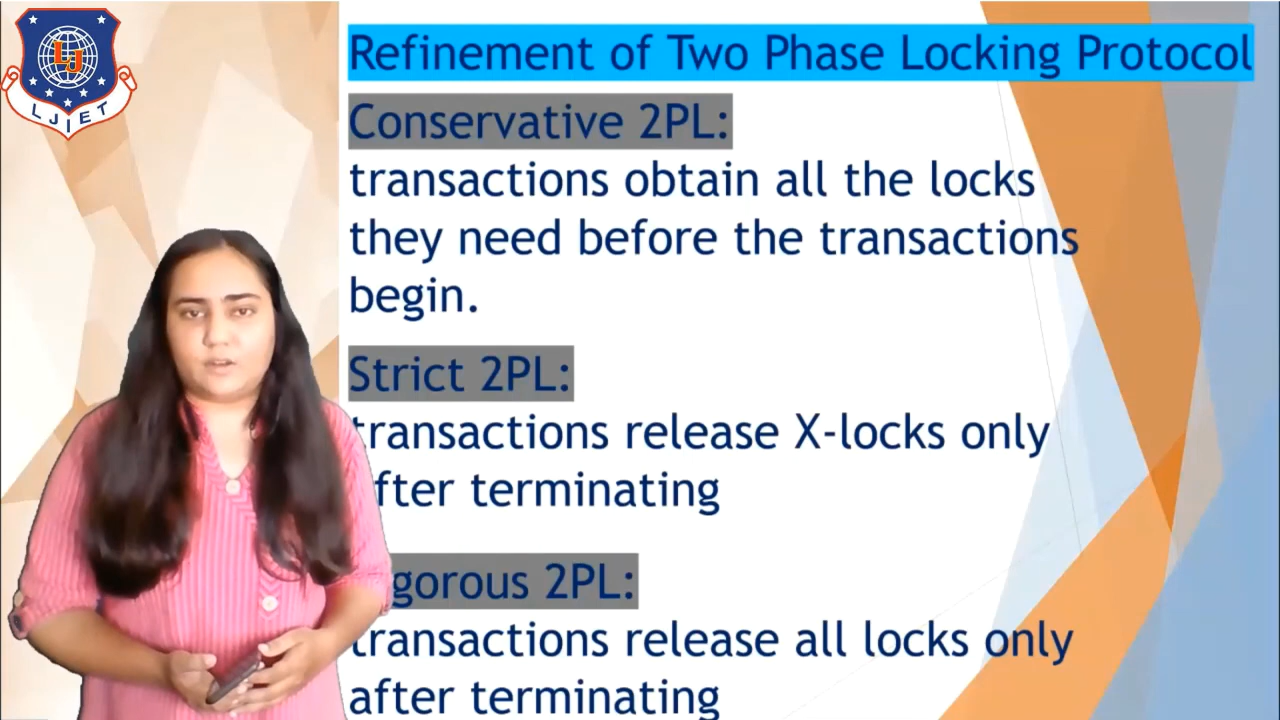 LJ
LJIET
Refinement of Two Phase Locking Protocol
Conservative 2PL:
transactions obtain all the locks
they need before the transactions
begin.
Strict 2PL:
transactions release X-locks only
after terminating
gorous 2PL:
transactions release all locks only
after terminating